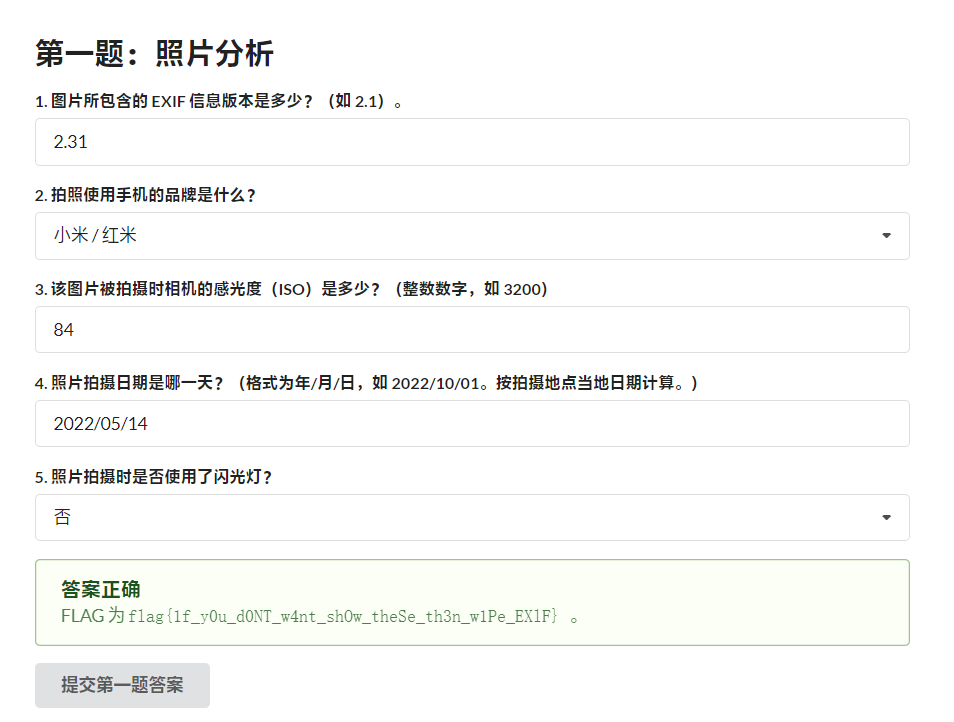 第一题：照片分析
1. 图片所包含的 EXIF 信息版本是多少？（如 2.1）。
2.31
2. 拍照使用手机的品牌是什么？
小米 / 红米
3. 该图片被拍摄时相机的感光度（ISO）是多少？（整数数字，如 3200）
84
4. 照片拍摄日期是哪一天？（格式为年/月/日，如 2022/10/01。按拍摄地点当地日期计算。）
2022/05/14
5. 照片拍摄时是否使用了闪光灯？
否
答案正确
FLAG 为 flag{1f_y0u_d0NT_w4nt_shOw_theSe_th3n_w1Pe_EX1F} 。
提交第一题答案